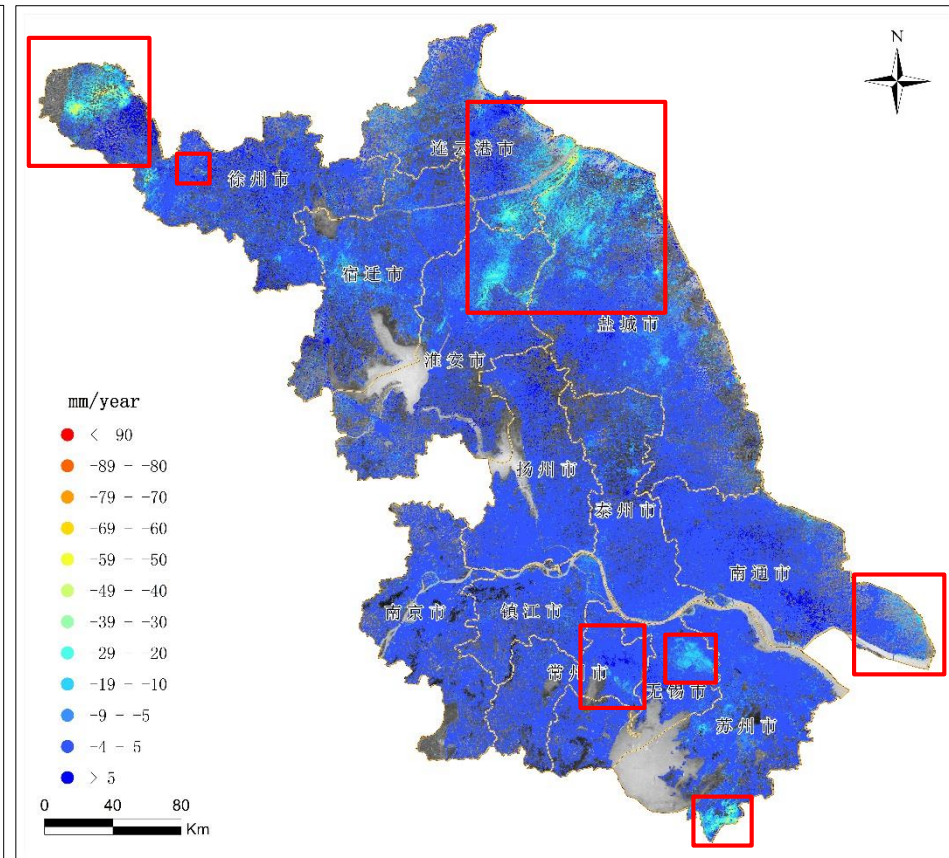 N
连云港市
徐州市
宿迁市
盐城市
淮安市
mm/year
< 90
-89 - -80
-79 - -70
-69 - -60
-59 - -50
-49 - -40
-39 - -30
-29 - 20
-19 - -10
-9 - -5
-4 - 5
> 5
扬州市
泰州市
南通市
南京市
镇江市
常州市
无锡市
苏州市
0 40 80
Km